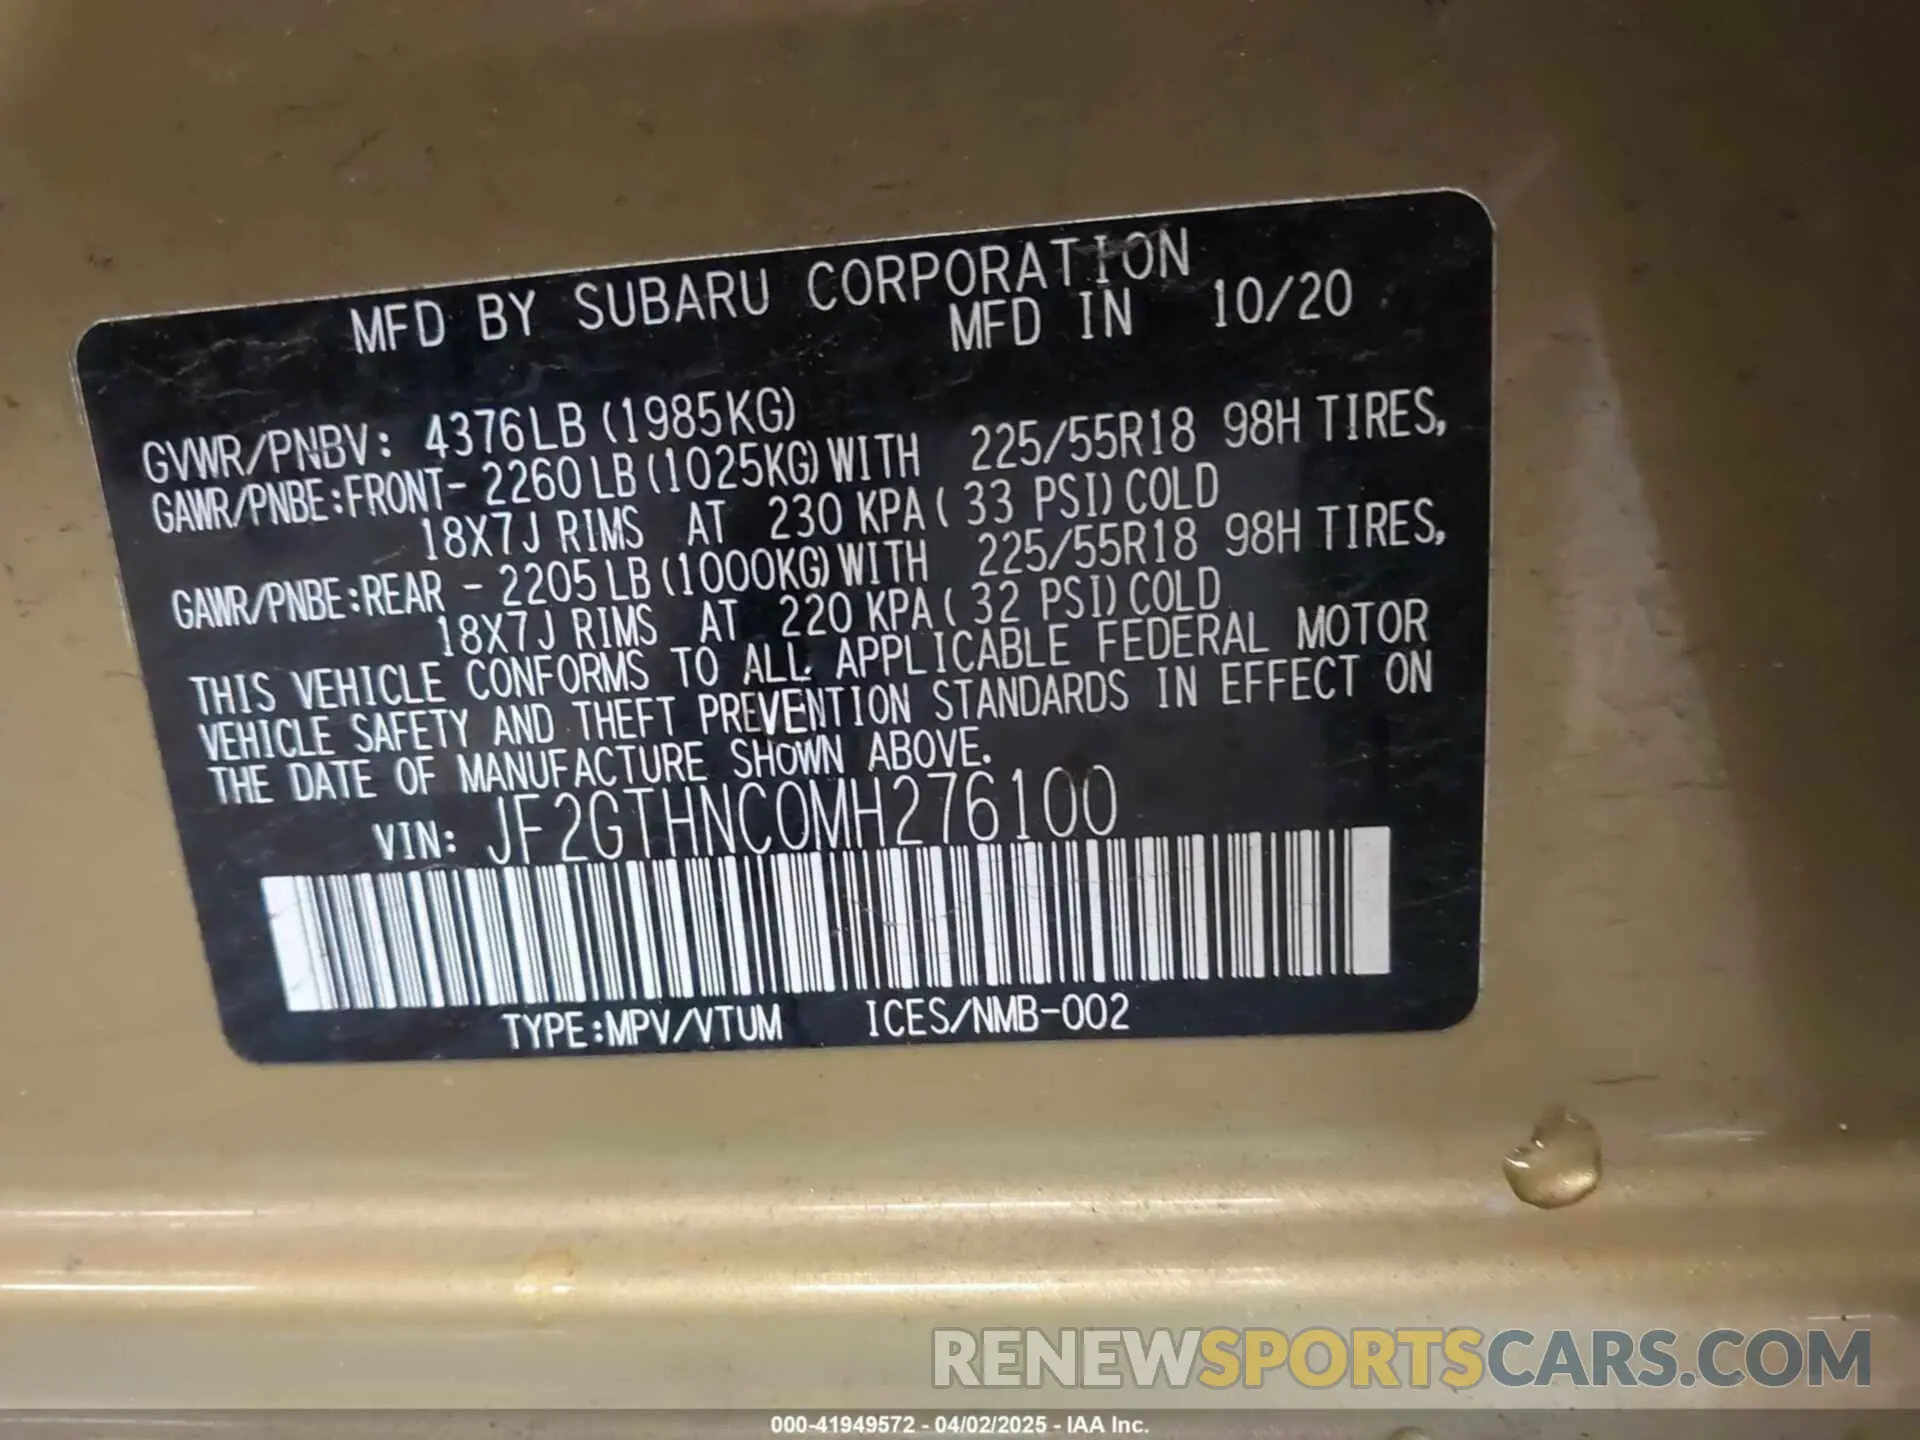 MFD BY SUBARU CORPORATION
MFD IN 10/20
GVWR/PNBV: 4376LB (1985KG)
GAWR/PNBE:FRONT- 2260LB (1025KG) WITH 225/55R18 98H TIRES,
18X7J RIMS AT 230 KPA ( 33 PSI) COLD
GAWR/PNBE:REAR - 2205LB (1000KG) WITH 225/55R18 98H TIRES,
18X7J RIMS AT 220 KPA ( 32 PSI) COLD
THIS VEHICLE CONFORMS TO ALL APPLICABLE FEDERAL MOTOR
VEHICLE SAFETY AND THEFT PREVENTION STANDARDS IN EFFECT ON
THE DATE OF MANUFACTURE SHOWN ABOVE.
VIN: JF2GTHNC0MH276100
TYPE:MPV/VTUM ICES/NMB-002
RENEWSPORTSCARS.COM
000-41949572 - 04/02/2025 - IAA Inc.